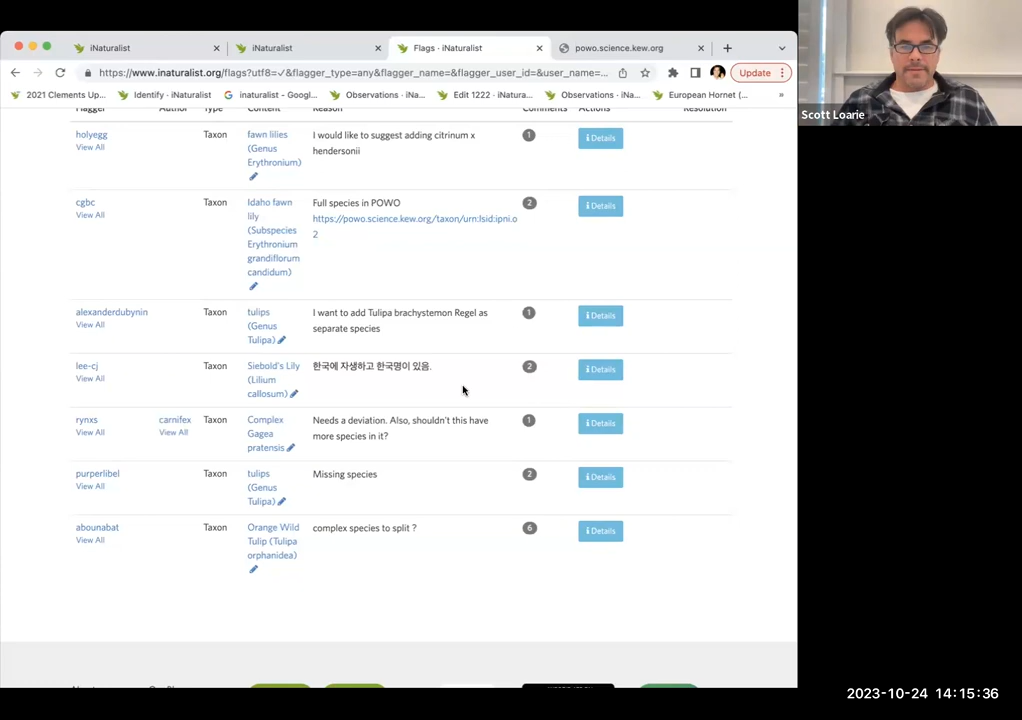 iNaturalist
iNaturalist
Flags · iNaturalist
powo.science.kew.org
https://www.inaturalist.org/flags?utf8=✓&flagger_type=any&flagger_name=&flagger_user_id=&user_name=...
Update
2021 Clements Up...
Identify · iNaturalist
inaturalist - Googl...
Observations · iNa...
Edit 1222 · iNatura...
Observations · iNa...
European Hornet (...
»
Flagger Author Type Content Reason Comments Actions Resolution
holyegg
View All
Taxon
fawn lilies
(Genus
Erythronium)
I would like to suggest adding citrinum x
hendersonii
1
Details
cgbc
View All
Taxon
Idaho fawn
lily
(Subspecies
Erythronium
grandiflorum
candidum)
Full species in POWO
https://powo.science.kew.org/taxon/urn:lsid:ipni.o
2
2
Details
alexanderdubynin
View All
Taxon
tulips
(Genus
Tulipa)
I want to add Tulipa brachystemon Regel as
separate species
1
Details
lee-cj
View All
Taxon
Siebold's Lily
(Lilium
callosum)
한국에 자생하고 한국명이 있음.
2
Details
rynxs
View All
carnifex
View All
Taxon
Complex
Gagea
pratensis
Needs a deviation. Also, shouldn't this have
more species in it?
1
Details
purperlibel
View All
Taxon
tulips
(Genus
Tulipa)
Missing species
2
Details
abounabat
View All
Taxon
Orange Wild
Tulip (Tulipa
orphanidea)
complex species to split ?
6
Details
Scott Loarie
2023-10-24 14:15:36